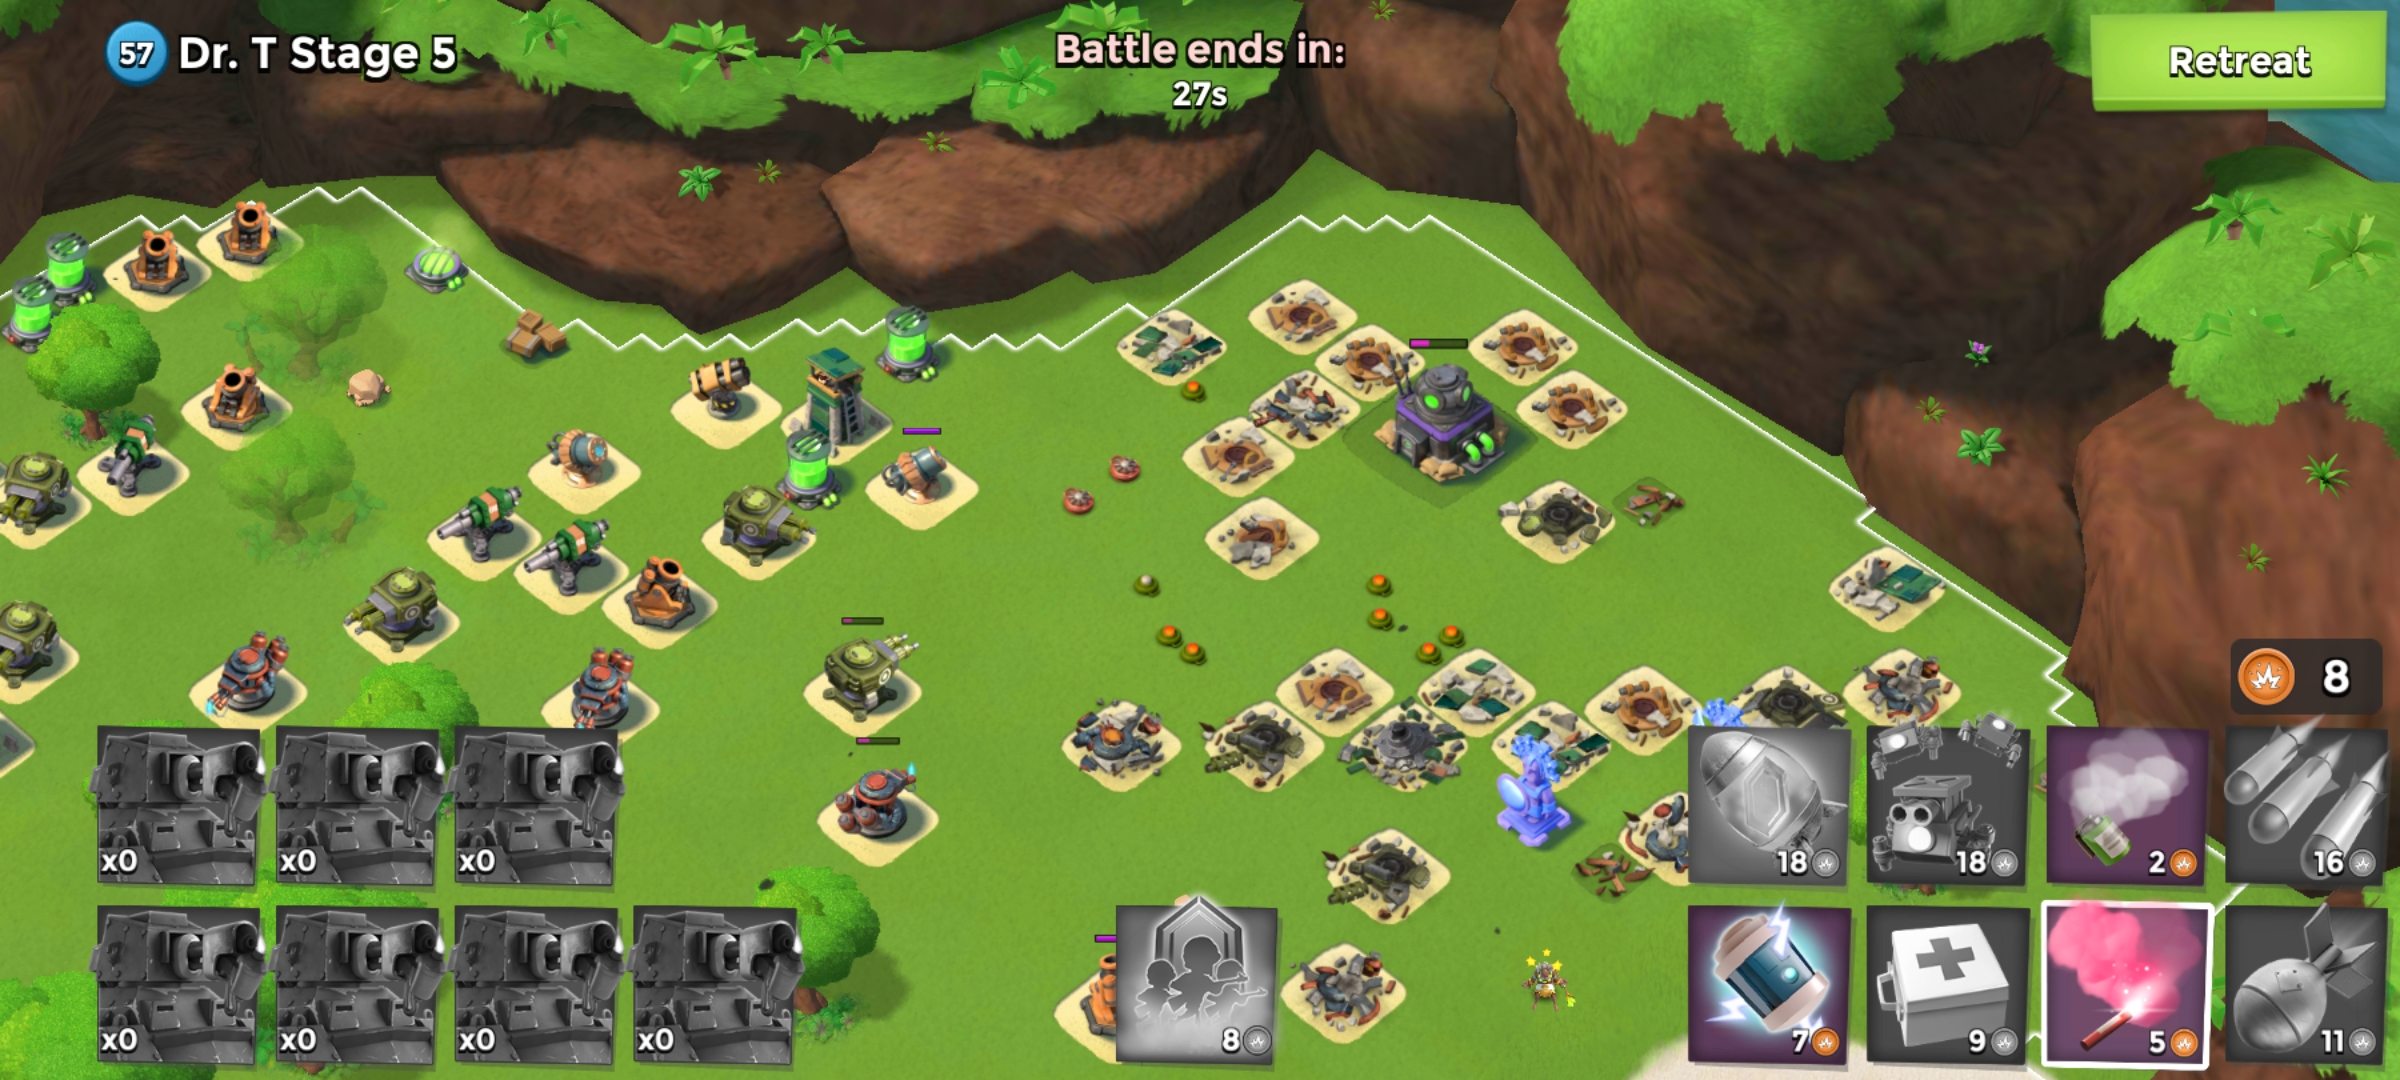 57 Dr. T Stage 5
Battle ends in:
27s
Retreat
8
x0 x0 x0
18 18 2 16
x0 x0 x0 x0
8
7 9 5 11